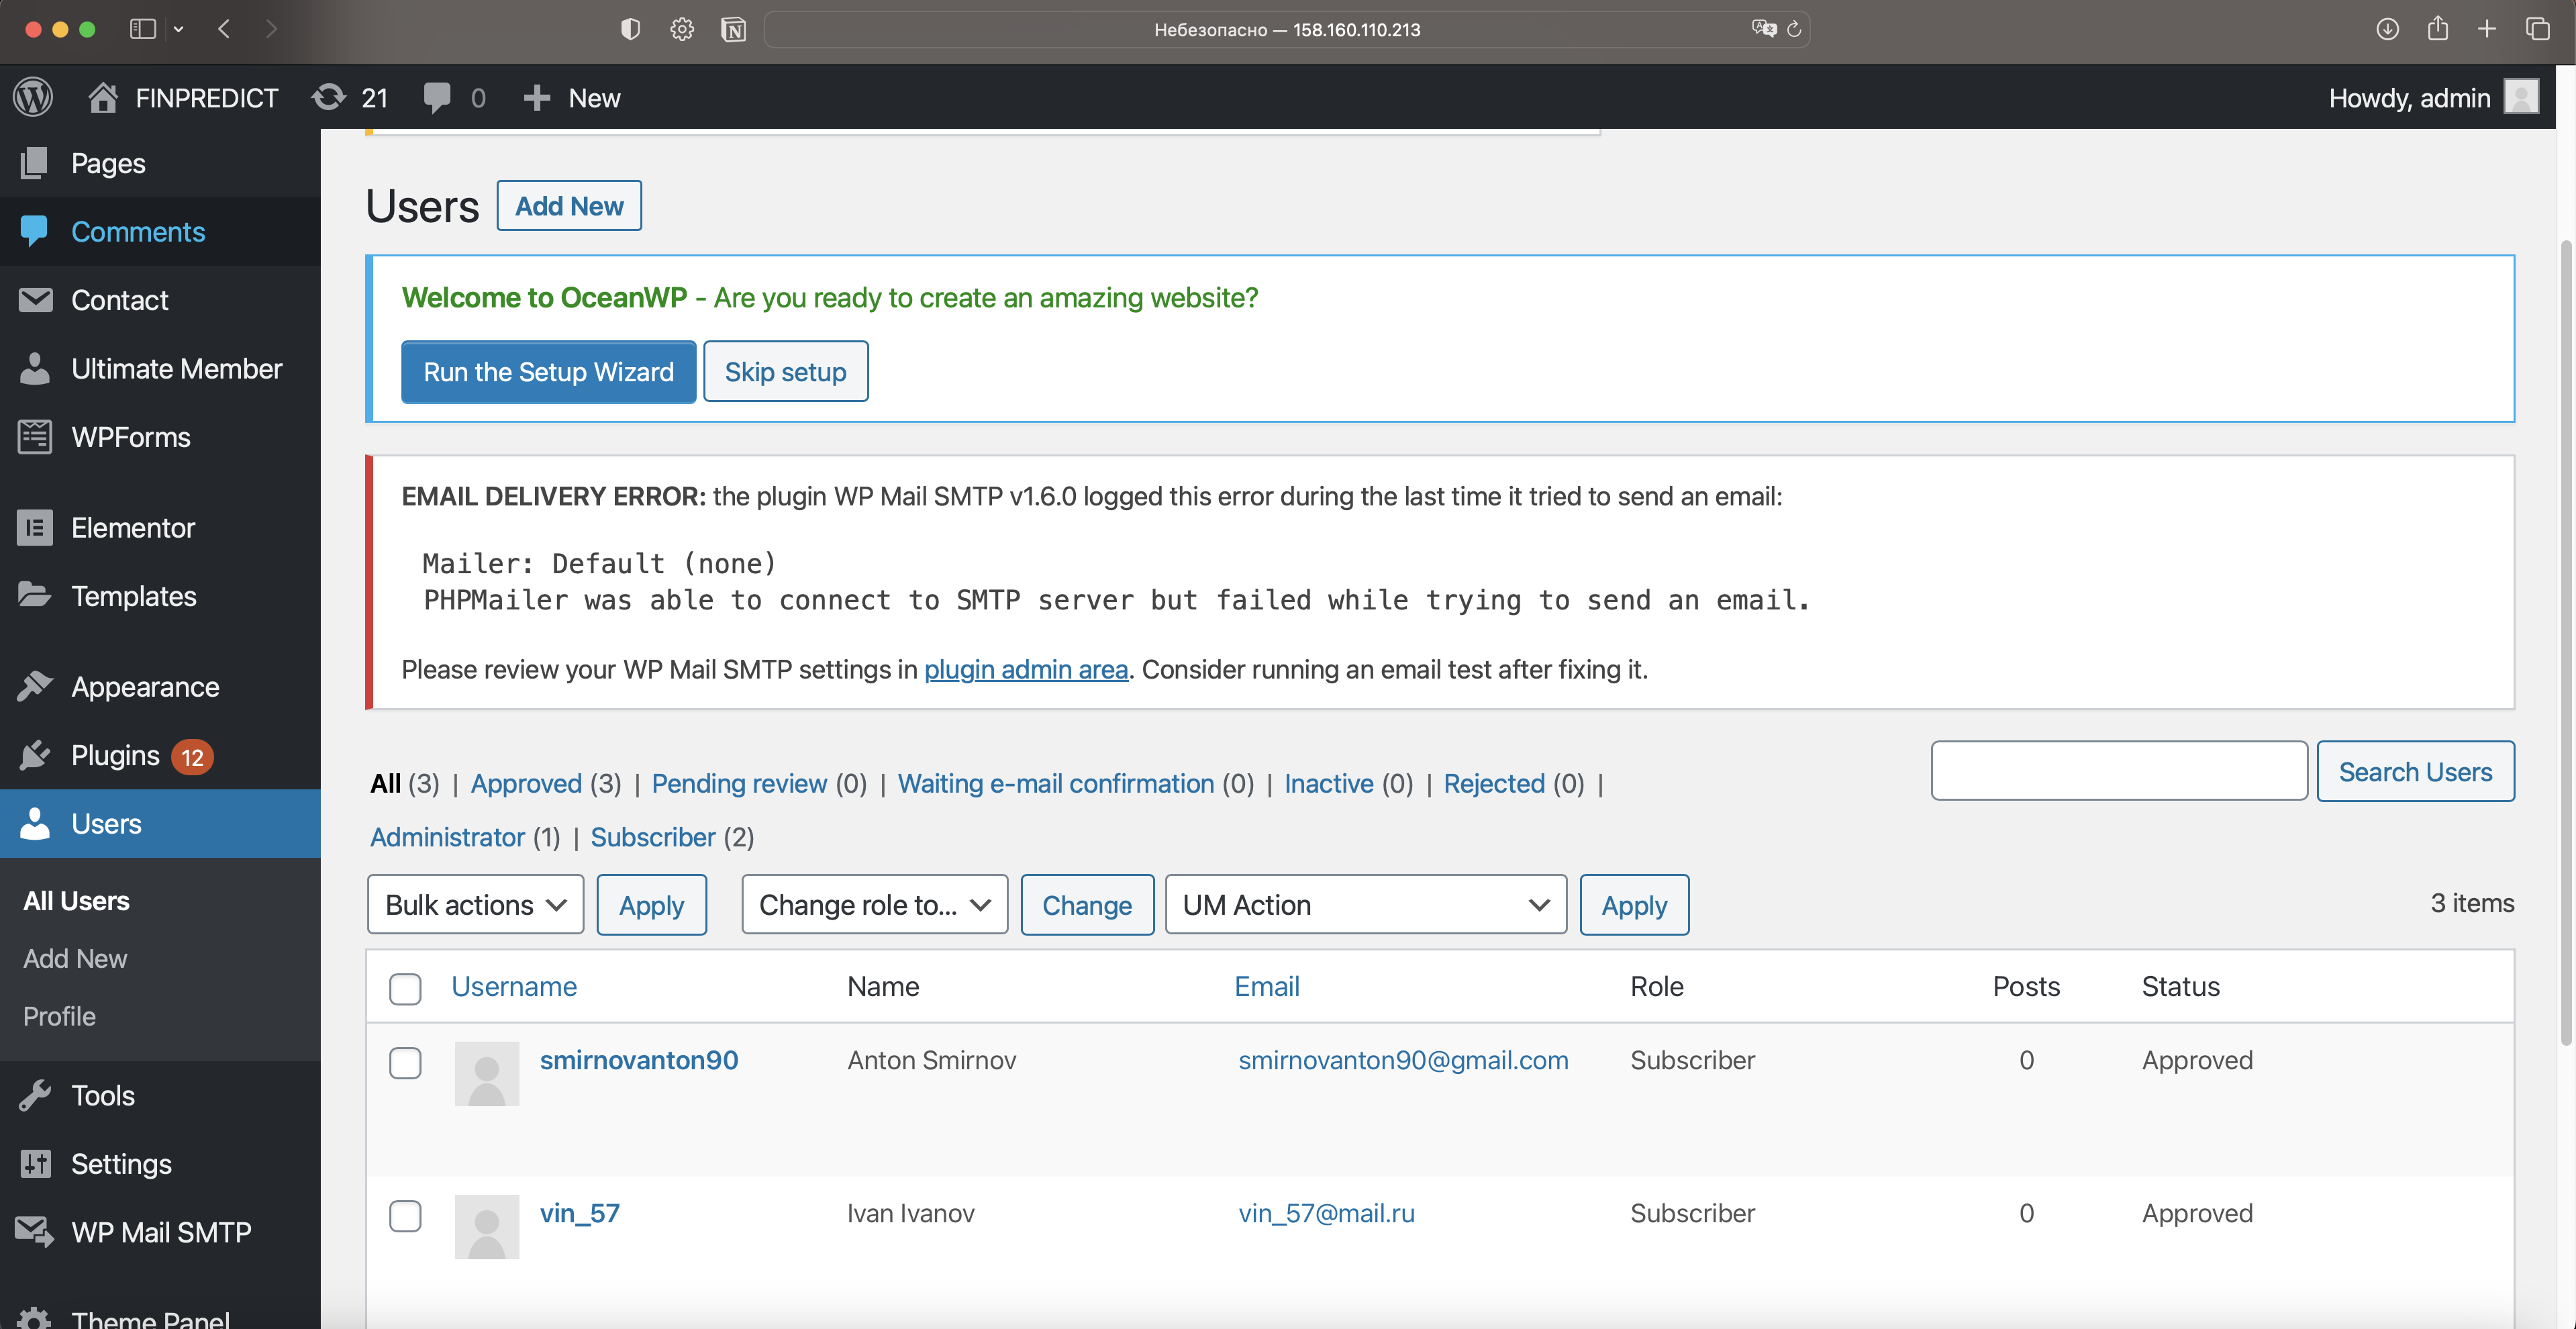 Небезопасно — 158.160.110.213
FINPREDICT 21 0 New Howdy, admin
Pages
Comments
Contact
Ultimate Member
WPForms
Elementor
Templates
Appearance
Plugins 12
Users
All Users
Add New
Profile
Tools
Settings
WP Mail SMTP
Theme Panel
Users Add New
Welcome to OceanWP - Are you ready to create an amazing website?
Run the Setup Wizard Skip setup
EMAIL DELIVERY ERROR: the plugin WP Mail SMTP v1.6.0 logged this error during the last time it tried to send an email:
Mailer: Default (none)
PHPMailer was able to connect to SMTP server but failed while trying to send an email.
Please review your WP Mail SMTP settings in plugin admin area. Consider running an email test after fixing it.
All (3) | Approved (3) | Pending review (0) | Waiting e-mail confirmation (0) | Inactive (0) | Rejected (0) |
Administrator (1) | Subscriber (2)
Search Users
Bulk actions Apply Change role to... Change UM Action Apply 3 items
Username Name Email Role Posts Status
smirnovanton90 Anton Smirnov smirnovanton90@gmail.com Subscriber 0 Approved
vin_57 Ivan Ivanov vin_57@mail.ru Subscriber 0 Approved